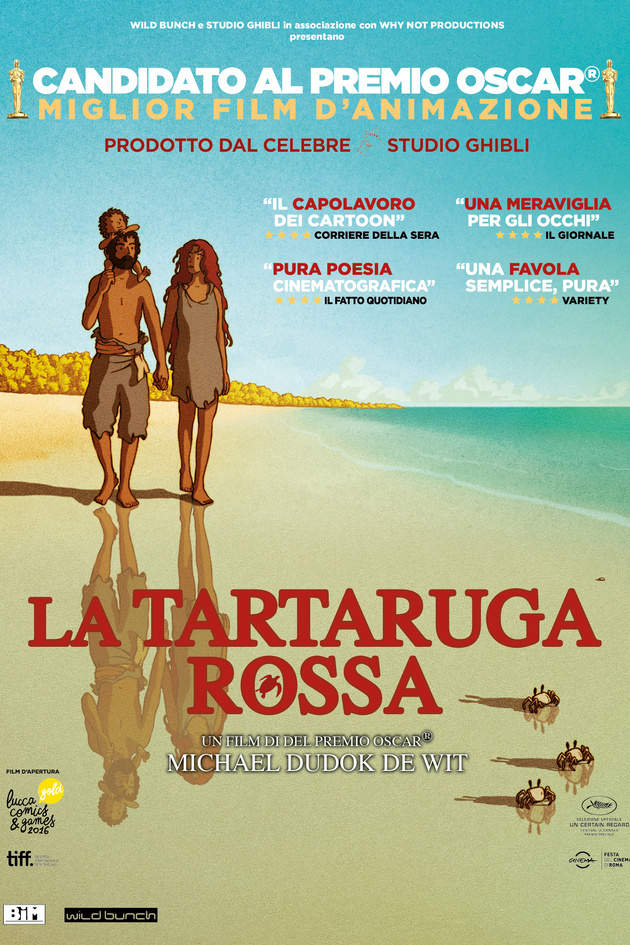 WILD BUNCH e STUDIO GHIBLI in associazione con WHY NOT PRODUCTIONS
presentano
CANDIDATO AL PREMIO OSCAR®
MIGLIOR FILM D'ANIMAZIONE
PRODOTTO DAL CELEBRE STUDIO GHIBLI
“IL CAPOLAVORO
DEI CARTOON”
CORRIERE DELLA SERA
“UNA MERAVIGLIA
PER GLI OCCHI”
IL GIORNALE
“PURA POESIA
CINEMATOGRAFICA”
IL FATTO QUOTIDIANO
“UNA FAVOLA
SEMPLICE, PURA”
VARIETY
LA TARTARUGA
ROSSA
UN FILM DI DEL PREMIO OSCAR®
MICHAEL DUDOK DE WIT
FILM D'APERTURA
gold
lucca
comics
& games
2016
tiff.
BiM
wild bunch
SELEZIONE UFFICIALE
UN CERTAIN REGARD
CINEMA
FESTA
DEL CINEMA
DI ROMA